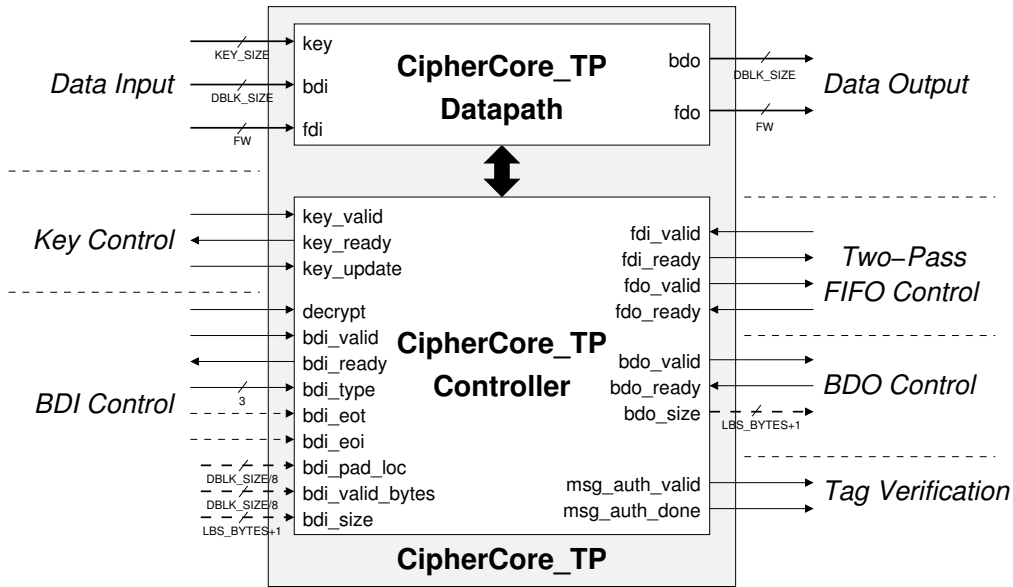 key
KEY_SIZE
bdi
DBLK_SIZE
fdi
FW
Data Input
CipherCore_TP
Datapath
bdo
DBLK_SIZE
fdo
FW
Data Output
Key Control
key_valid
key_ready
key_update
BDI Control
decrypt
bdi_valid
bdi_ready
bdi_type
3
bdi_eot
bdi_eoi
bdi_pad_loc
DBLK_SIZE/8
bdi_valid_bytes
DBLK_SIZE/8
bdi_size
LBS_BYTES+1
CipherCore_TP
Controller
fdi_valid
fdi_ready
fdo_valid
fdo_ready
Two−Pass
FIFO Control
bdo_valid
bdo_ready
bdo_size
LBS_BYTES+1
BDO Control
msg_auth_valid
msg_auth_done
Tag Verification
CipherCore_TP